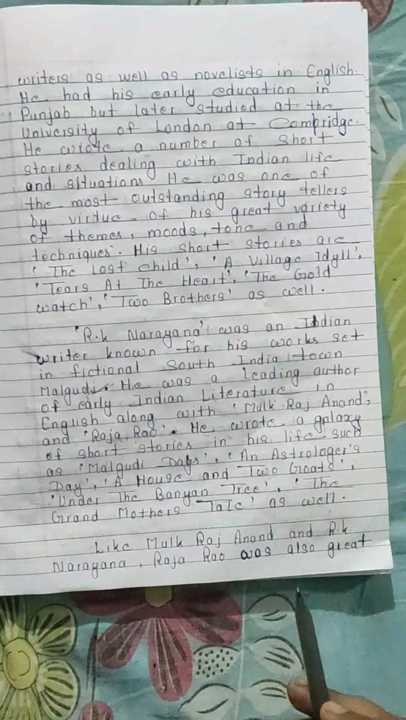 writers as well as novelists in English.
He had his early education in
Punjab but later studied at the
University of London at Cambridge.
He wrote a number of short
stories dealing with Indian life
and situations He was one of
the most outstanding story tellers
by virtue of his great variety
of themes, moods, tone and
techniques. His short stories are
'The Lost child', 'A Village Idyll',
'Tears At The Heart', 'The Gold
watch', 'Two Brothers' as well.
'R.k Narayana' was an Indian
writer known for his works set
in fictional South India town
Malgudi. He was a leading author
of early Indian Literature in
English along with 'Mulk Raj Anand',
and 'Raja Rao'. He wrote a galaxy
of short stories in his life such
as 'Malgudi Days', 'An Astrologer's
Day', 'A House and Two Goats',
'Under The Banyan Tree', 'The
Grand Mothers Tale' as well.
Like Mulk Raj Anand and R.k
Narayana, Raja Rao was also great